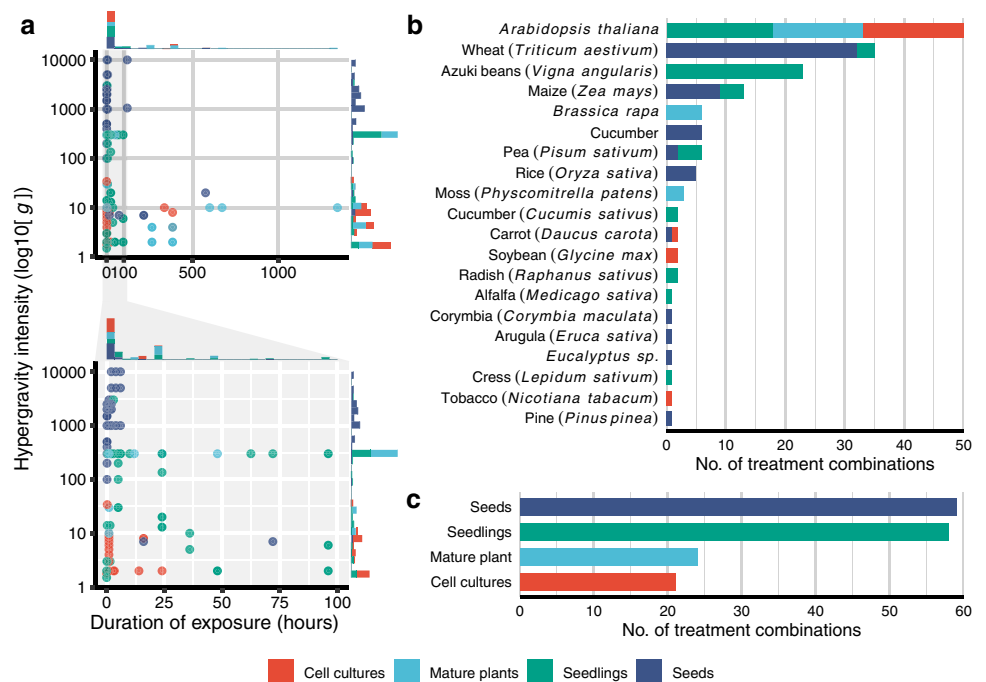 a
Hypergravity intensity (log10[ g])
10000
1000
100
10
1
0 100 500 1000
10000
1000
100
10
1
0 25 50 75 100
Duration of exposure (hours)
b
Arabidopsis thaliana
Wheat (Triticum aestivum)
Azuki beans (Vigna angularis)
Maize (Zea mays)
Brassica rapa
Cucumber
Pea (Pisum sativum)
Rice (Oryza sativa)
Moss (Physcomitrella patens)
Cucumber (Cucumis sativus)
Carrot (Daucus carota)
Soybean (Glycine max)
Radish (Raphanus sativus)
Alfalfa (Medicago sativa)
Corymbia (Corymbia maculata)
Arugula (Eruca sativa)
Eucalyptus sp.
Cress (Lepidum sativum)
Tobacco (Nicotiana tabacum)
Pine (Pinus pinea)
0 10 20 30 40 50
No. of treatment combinations
c
Seeds
Seedlings
Mature plant
Cell cultures
0 10 20 30 40 50 60
No. of treatment combinations
Cell cultures Mature plants Seedlings Seeds